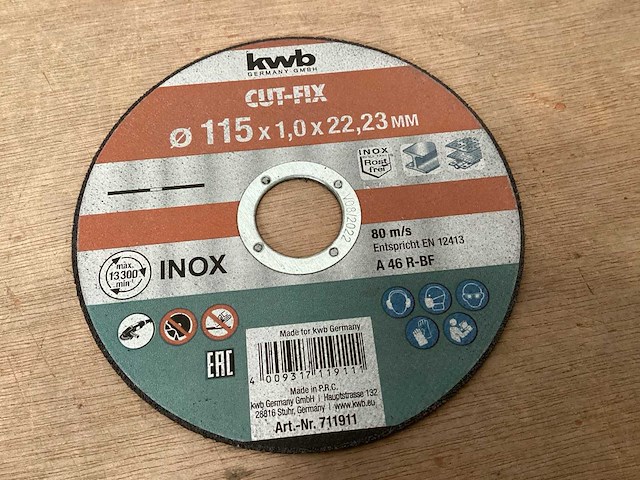 kwb
GERMANY GMBH
CUT-FIX
Ø 115 x 1,0 x 22,23 MM
INOX
Rost
frei
V09/2022
80 m/s
Entspricht EN 12413
A 46 R-BF
max.
13300
min⁻¹
INOX
EAC
Made for kwb Germany
4 009317 119111
Made in P.R.C.
kwb Germany GmbH | Hauptstrasse 132
28816 Stuhr, Germany | www.kwb.eu
Art.-Nr. 711911